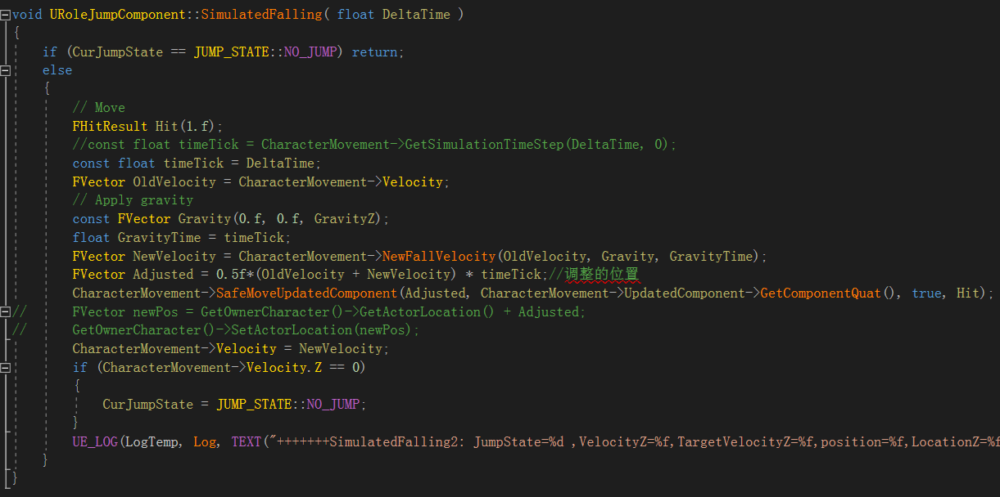 void URoleJumpComponent::SimulatedFalling( float DeltaTime )
{
if (CurJumpState == JUMP_STATE::NO_JUMP) return;
else
{
// Move
FHitResult Hit(1.f);
//const float timeTick = CharacterMovement->GetSimulationTimeStep(DeltaTime, 0);
const float timeTick = DeltaTime;
FVector OldVelocity = CharacterMovement->Velocity;
// Apply gravity
const FVector Gravity(0.f, 0.f, GravityZ);
float GravityTime = timeTick;
FVector NewVelocity = CharacterMovement->NewFallVelocity(OldVelocity, Gravity, GravityTime);
FVector Adjusted = 0.5f*(OldVelocity + NewVelocity) * timeTick;//调整的位置
CharacterMovement->SafeMoveUpdatedComponent(Adjusted, CharacterMovement->UpdatedComponent->GetComponentQuat(), true, Hit);
// FVector newPos = GetOwnerCharacter()->GetActorLocation() + Adjusted;
// GetOwnerCharacter()->SetActorLocation(newPos);
CharacterMovement->Velocity = NewVelocity;
if (CharacterMovement->Velocity.Z == 0)
{
CurJumpState = JUMP_STATE::NO_JUMP;
}
UE_LOG(LogTemp, Log, TEXT("+++++++SimulatedFalling2: JumpState=%d ,VelocityZ=%f,TargetVelocityZ=%f,position=%f,LocationZ=%f
}
}